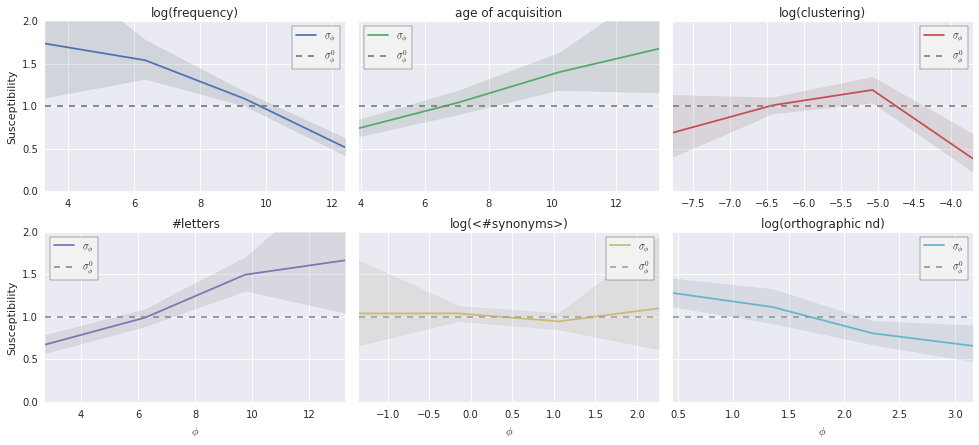 log(frequency)
age of acquisition
log(clustering)
Susceptibility
2.0
1.5
1.0
0.5
0.0
σ_ϕ
σ_ϕ^0
σ_ϕ
σ_ϕ^0
σ_ϕ
σ_ϕ^0
4 6 8 10 12
4 6 8 10 12
−7.5 −7.0 −6.5 −6.0 −5.5 −5.0 −4.5 −4.0
#letters
log(<#synonyms>)
log(orthographic nd)
Susceptibility
2.0
1.5
1.0
0.5
0.0
σ_ϕ
σ_ϕ^0
σ_ϕ
σ_ϕ^0
σ_ϕ
σ_ϕ^0
4 6 8 10 12
−1.0 −0.5 0.0 0.5 1.0 1.5 2.0
0.5 1.0 1.5 2.0 2.5 3.0
ϕ
ϕ
ϕ